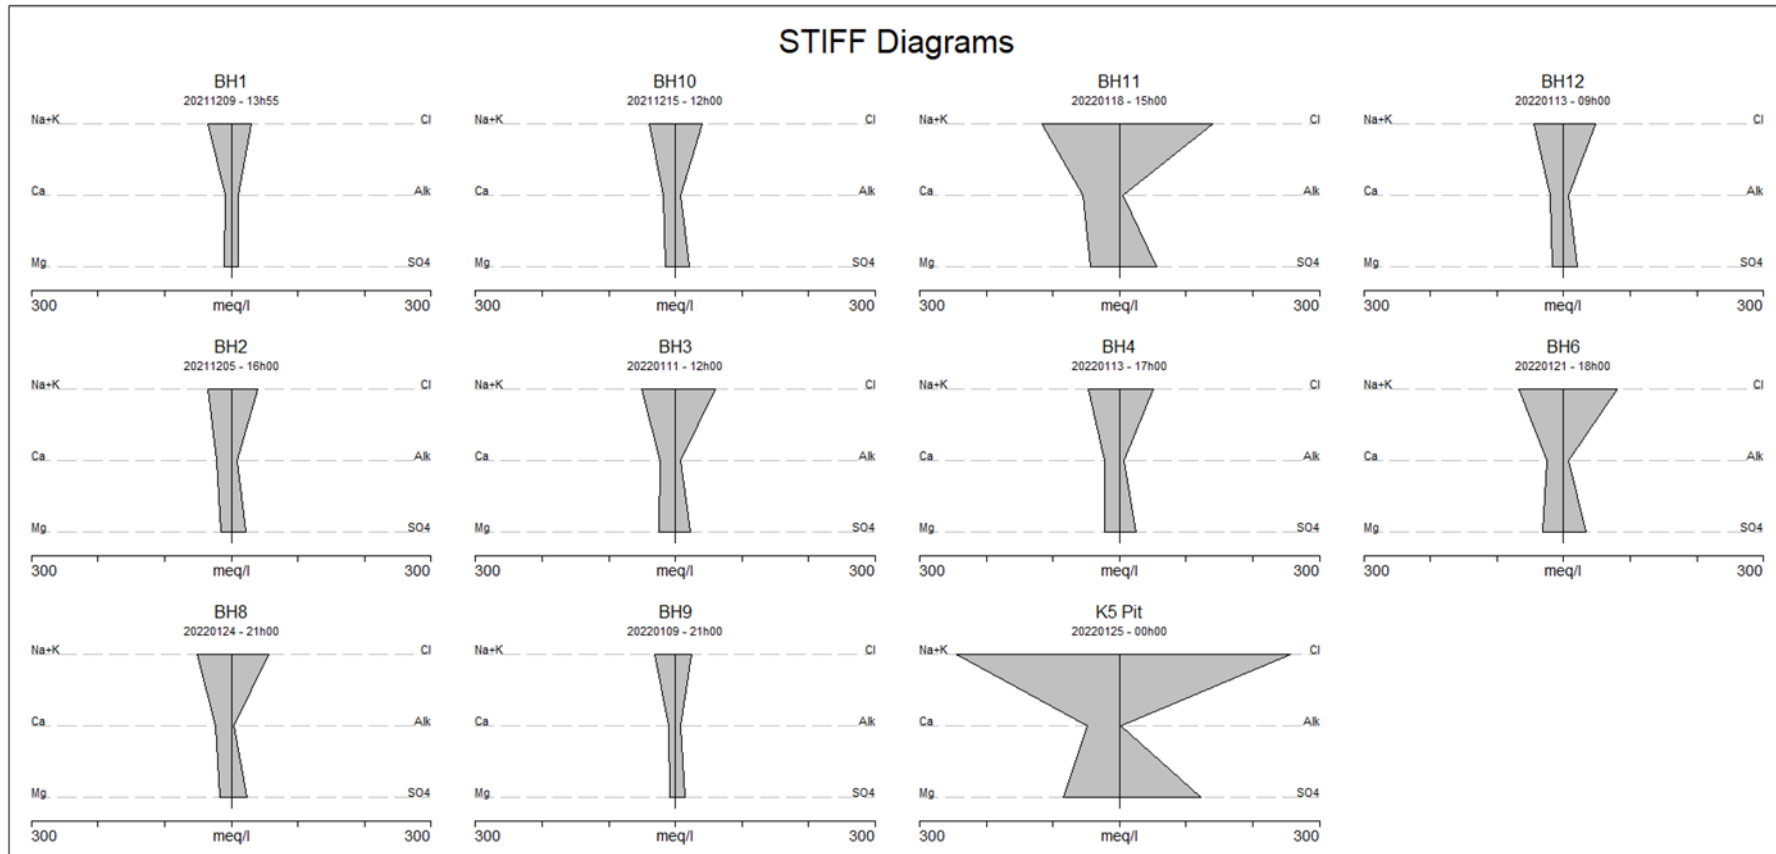 STIFF Diagrams
BH1
20211209 - 13h55
Na+K Cl
Ca Alk
Mg SO4
300 meq/l 300
BH10
20211215 - 12h00
Na+K Cl
Ca Alk
Mg SO4
300 meq/l 300
BH11
20220118 - 15h00
Na+K Cl
Ca Alk
Mg SO4
300 meq/l 300
BH12
20220113 - 09h00
Na+K Cl
Ca Alk
Mg SO4
300 meq/l 300
BH2
20211205 - 16h00
Na+K Cl
Ca Alk
Mg SO4
300 meq/l 300
BH3
20220111 - 12h00
Na+K Cl
Ca Alk
Mg SO4
300 meq/l 300
BH4
20220113 - 17h00
Na+K Cl
Ca Alk
Mg SO4
300 meq/l 300
BH6
20220121 - 18h00
Na+K Cl
Ca Alk
Mg SO4
300 meq/l 300
BH8
20220124 - 21h00
Na+K Cl
Ca Alk
Mg SO4
300 meq/l 300
BH9
20220109 - 21h00
Na+K Cl
Ca Alk
Mg SO4
300 meq/l 300
K5 Pit
20220125 - 00h00
Na+K Cl
Ca Alk
Mg SO4
300 meq/l 300